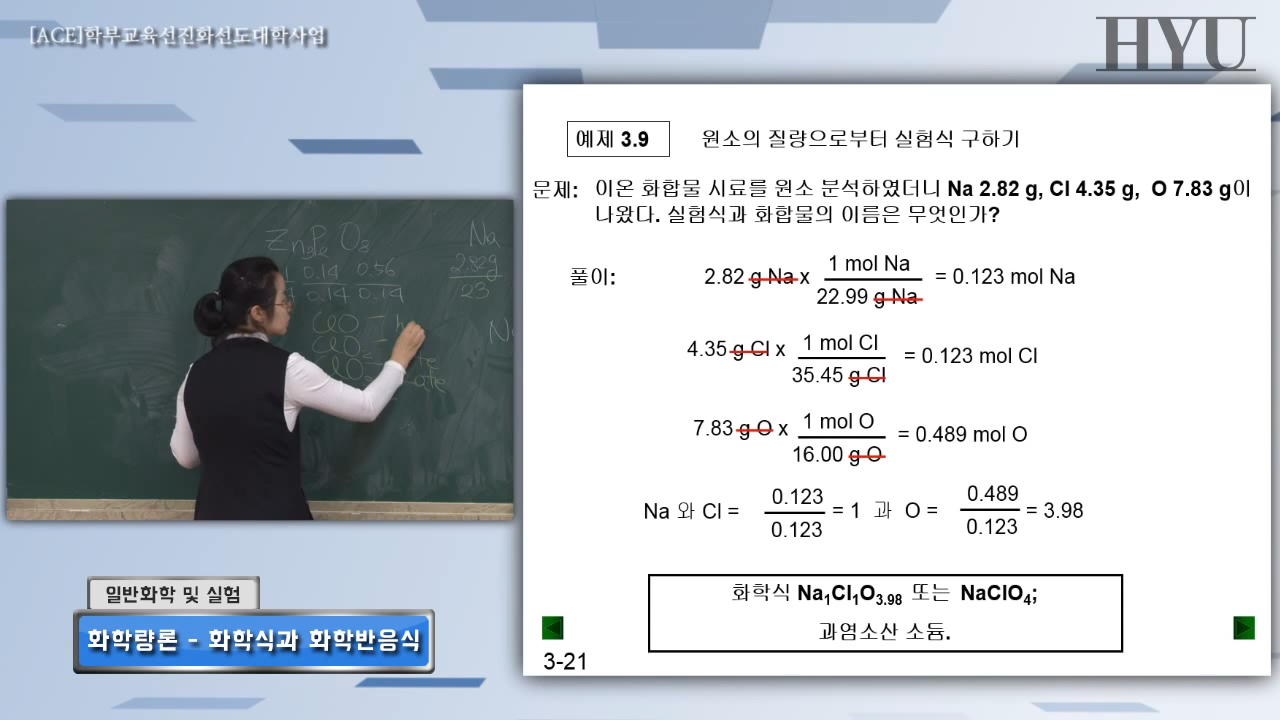 [ACE]학부교육선진화선도대학사업
HYU
예제 3.9 원소의 질량으로부터 실험식 구하기
문제: 이온 화합물 시료를 원소 분석하였더니 Na 2.82 g, Cl 4.35 g, O 7.83 g이
나왔다. 실험식과 화합물의 이름은 무엇인가?
풀이: 2.82 g Na x 1 mol Na / 22.99 g Na = 0.123 mol Na
4.35 g Cl x 1 mol Cl / 35.45 g Cl = 0.123 mol Cl
7.83 g O x 1 mol O / 16.00 g O = 0.489 mol O
Na 와 Cl = 0.123 / 0.123 = 1 과 O = 0.489 / 0.123 = 3.98
화학식 Na1Cl1O3.98 또는 NaClO4;
과염소산 소듐.
3-21
Na
2.82g
23
0.14 0.56
0.14 0.14
일반화학 및 실험
화학량론 - 화학식과 화학반응식